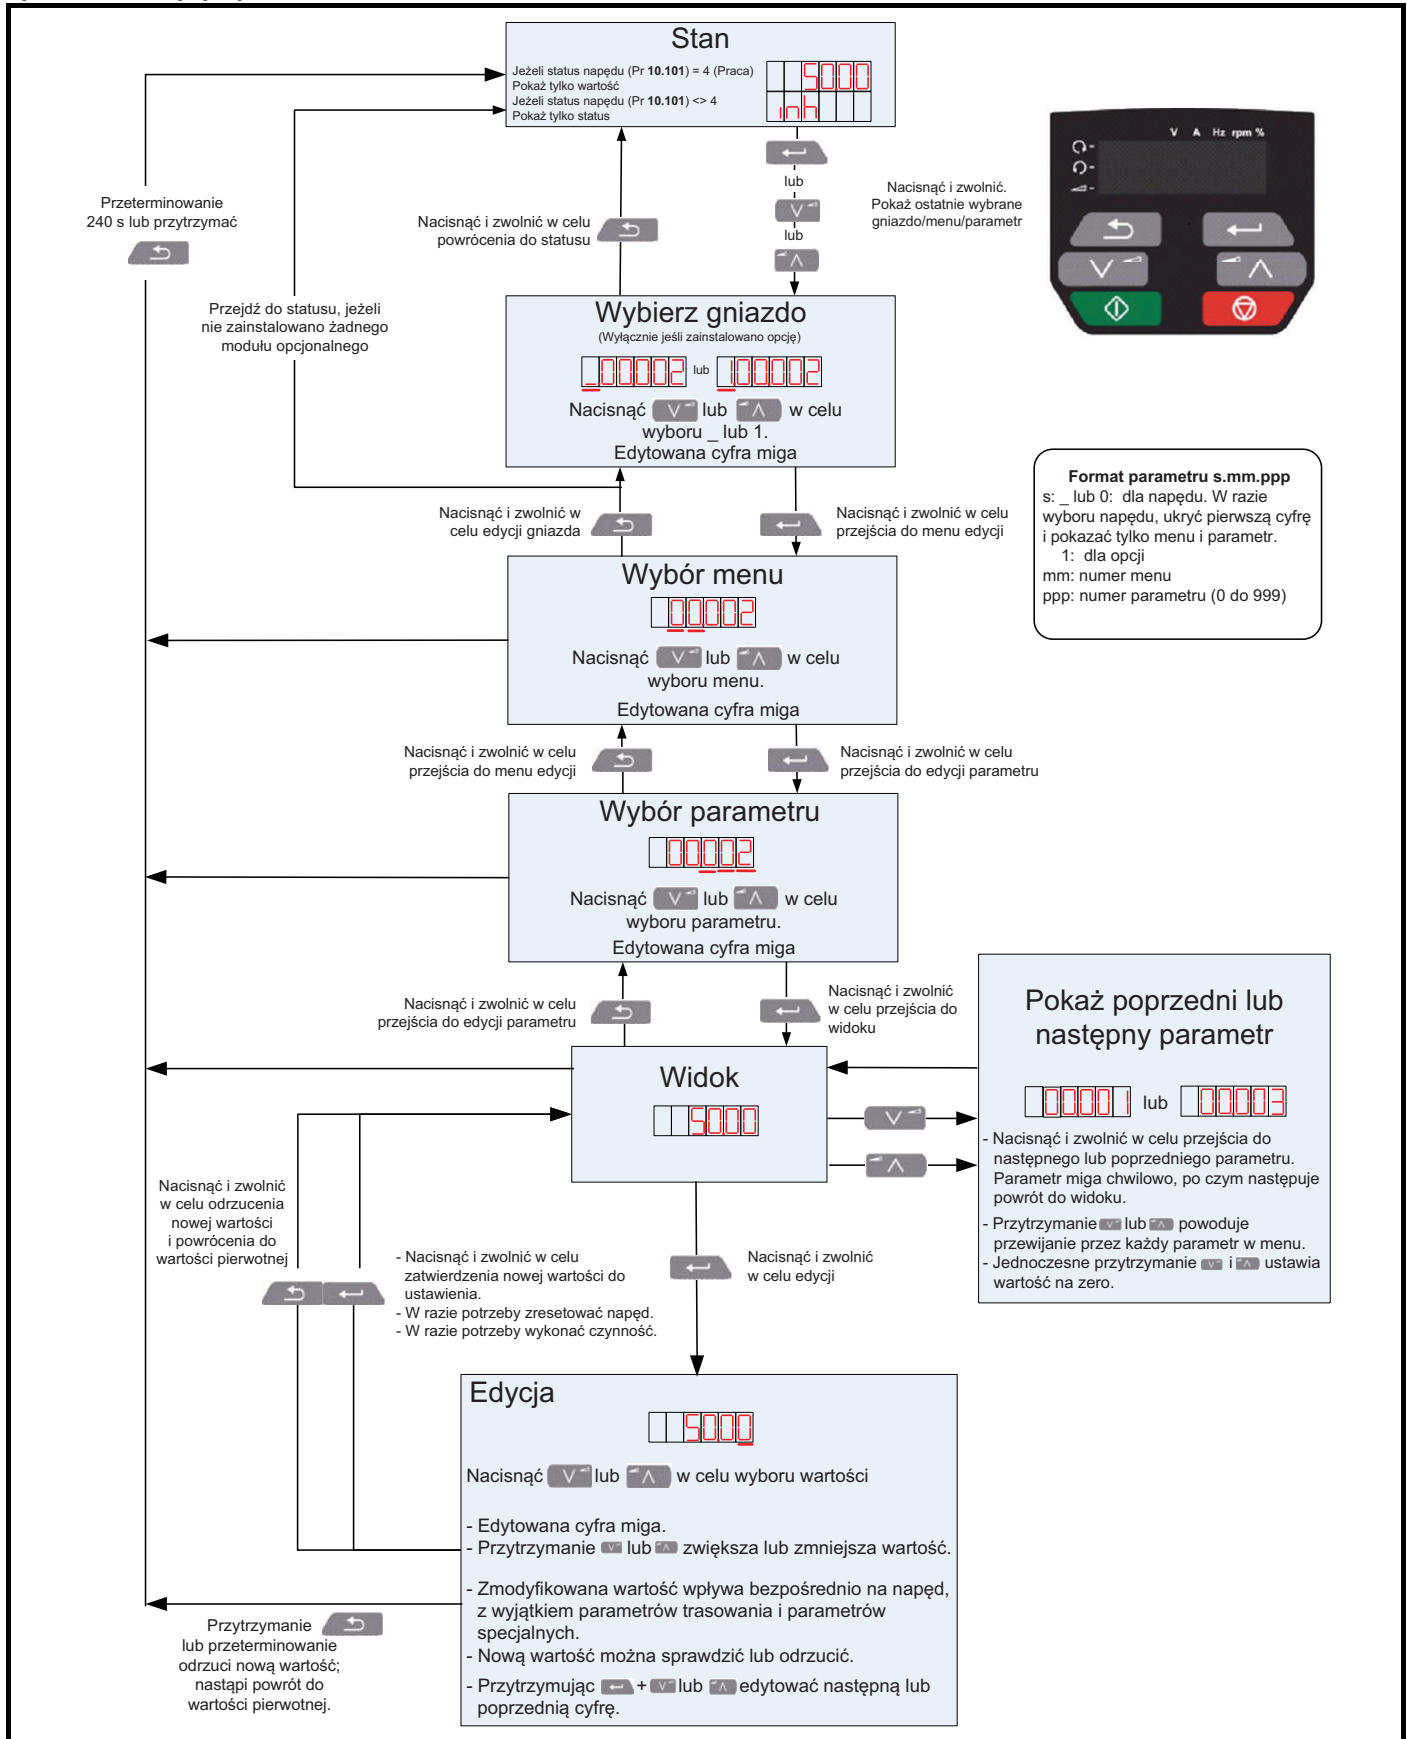 Stan
Jeżeli status napędu (Pr 10.101) = 4 (Praca)
Pokaż tylko wartość
Jeżeli status napędu (Pr 10.101) <> 4
Pokaż tylko status
5000
inh
V A Hz rpm %
lub
lub
Nacisnąć i zwolnić.
Pokaż ostatnie wybrane
gniazdo/menu/parametr
Przeterminowanie
240 s lub przytrzymać
Nacisnąć i zwolnić w celu
powrócenia do statusu
Przejdź do statusu, jeżeli
nie zainstalowano żadnego
modułu opcjonalnego
Wybierz gniazdo
(Wyłącznie jeśli zainstalowano opcję)
_00002 lub 100002
Nacisnąć lub w celu
wyboru _ lub 1.
Edytowana cyfra miga
Format parametru s.mm.ppp
s: _ lub 0: dla napędu. W razie
wyboru napędu, ukryć pierwszą cyfrę
i pokazać tylko menu i parametr.
1: dla opcji
mm: numer menu
ppp: numer parametru (0 do 999)
Nacisnąć i zwolnić w
celu edycji gniazda
Nacisnąć i zwolnić w celu
przejścia do menu edycji
Wybór menu
00002
Nacisnąć lub w celu
wyboru menu.
Edytowana cyfra miga
Nacisnąć i zwolnić w celu
przejścia do menu edycji
Nacisnąć i zwolnić w celu
przejścia do edycji parametru
Wybór parametru
00002
Nacisnąć lub w celu
wyboru parametru.
Edytowana cyfra miga
Nacisnąć i zwolnić w celu
przejścia do edycji parametru
Nacisnąć i zwolnić
w celu przejścia do
widoku
Pokaż poprzedni lub
następny parametr
00001 lub 00003
- Nacisnąć i zwolnić w celu przejścia do
następnego lub poprzedniego parametru.
Parametr miga chwilowo, po czym następuje
powrót do widoku.
- Przytrzymanie lub powoduje
przewijanie przez każdy parametr w menu.
- Jednoczesne przytrzymanie i ustawia
wartość na zero.
Widok
50.00
Nacisnąć i zwolnić
w celu odrzucenia
nowej wartości
i powrócenia do
wartości pierwotnej
- Nacisnąć i zwolnić w celu
zatwierdzenia nowej wartości do
ustawienia.
- W razie potrzeby zresetować napęd.
- W razie potrzeby wykonać czynność.
Nacisnąć i zwolnić
w celu edycji
Edycja
50.00
Nacisnąć lub w celu wyboru wartości
- Edytowana cyfra miga.
- Przytrzymanie lub zwiększa lub zmniejsza wartość.
- Zmodyfikowana wartość wpływa bezpośrednio na napęd,
z wyjątkiem parametrów trasowania i parametrów
specjalnych.
- Nową wartość można sprawdzić lub odrzucić.
- Przytrzymując + lub edytować następną lub
poprzednią cyfrę.
Przytrzymanie
lub przeterminowanie
odrzuci nową wartość;
nastąpi powrót do
wartości pierwotnej.